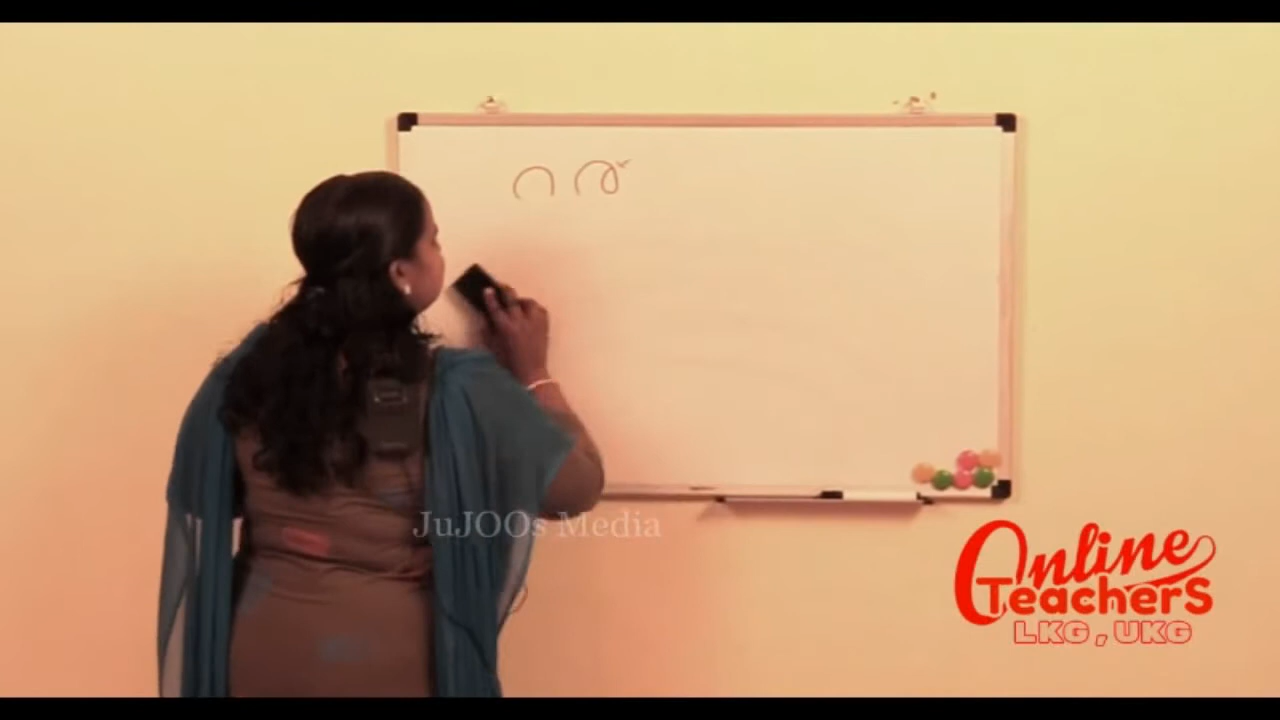 റ
JuJOOs Media
Online
TeacherS
LKG , UKG